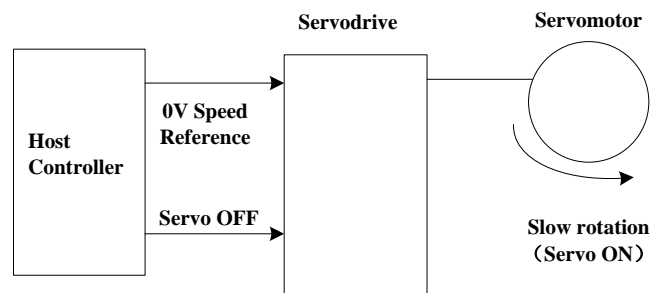 Servodrive
Servomotor
0V Speed
Reference
Host
Controller
Servo OFF
Slow rotation
（Servo ON）